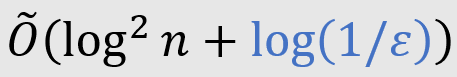 Õ(log² n + log(1/ε))